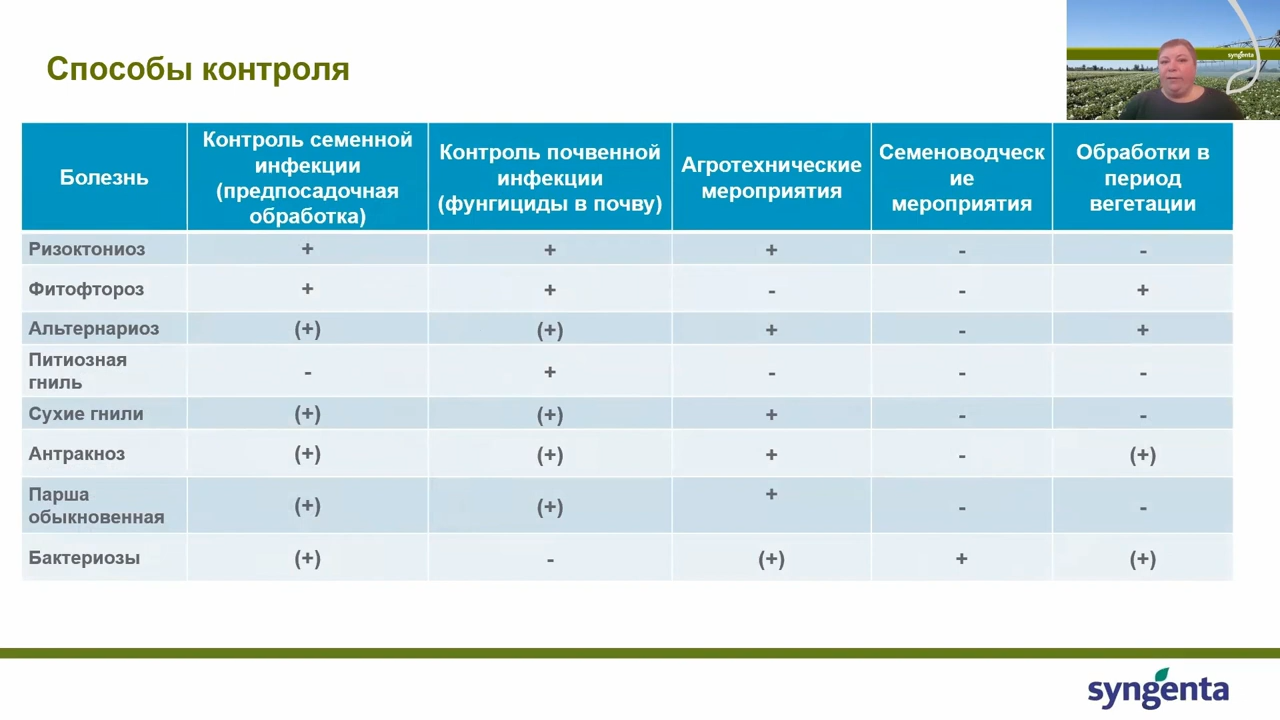 Способы контроля
syngenta
Болезнь
Контроль семенной
инфекции
(предпосадочная
обработка)
Контроль почвенной
инфекции
(фунгициды в почву)
Агротехнические
мероприятия
Семеноводческ
ие
мероприятия
Обработки в
период
вегетации
Ризоктониоз + + + - -
Фитофтороз + + - - +
Альтернариоз (+) (+) + - +
Питиозная
гниль - + - - -
Сухие гнили (+) (+) + - -
Антракноз (+) (+) + - (+)
Парша
обыкновенная (+) (+) + - -
Бактериозы (+) - (+) + (+)
syngenta